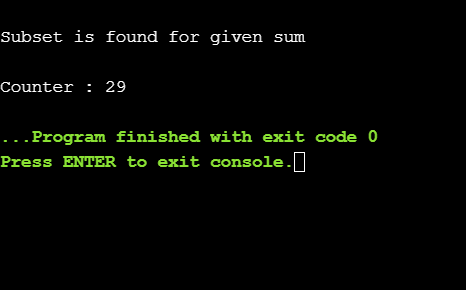 Subset is found for given sum
Counter : 29
...Program finished with exit code 0
Press ENTER to exit console.